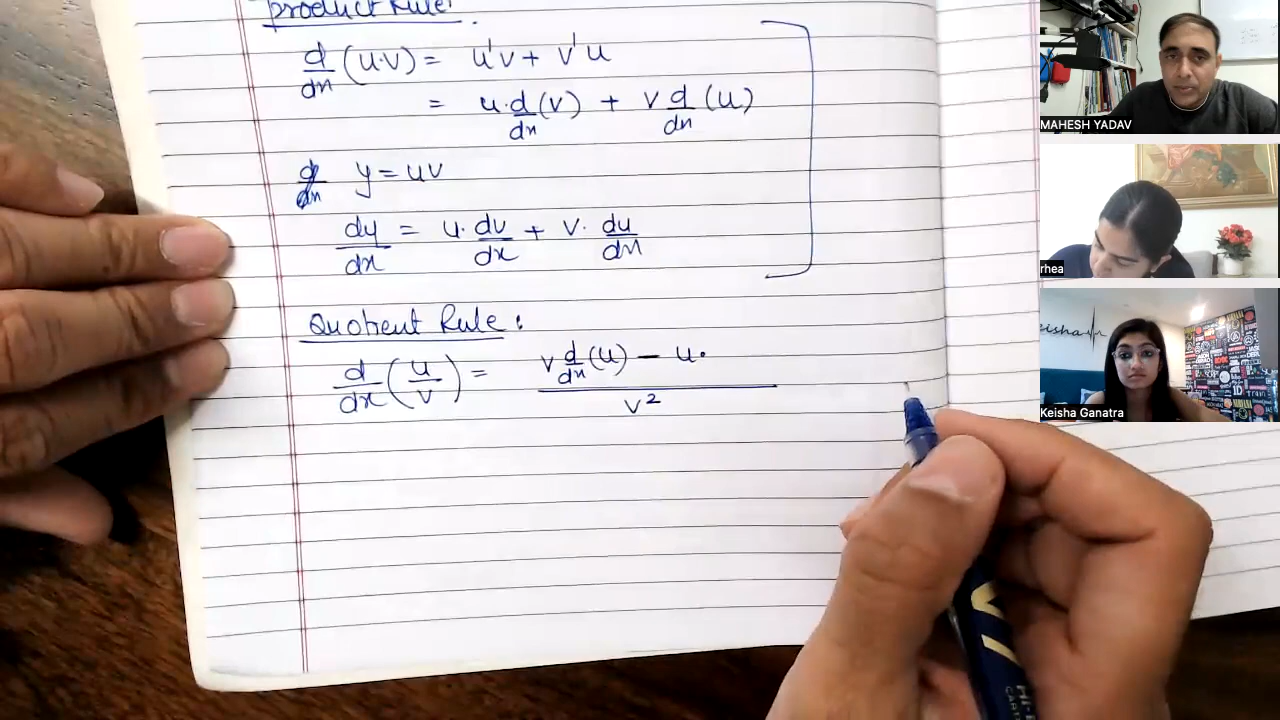 product Rule:
d/dx (u·v) = u'v + v'u
= u·d/dx (v) + v d/dx (u)
d/dx y = uv
dy/dx = u· dv/dx + v· du/dx
Quotient Rule:
d/dx (u/v) = v d/dx (u) – u·
v²
MAHESH YADAV
rhea
Keisha Ganatra
keisha